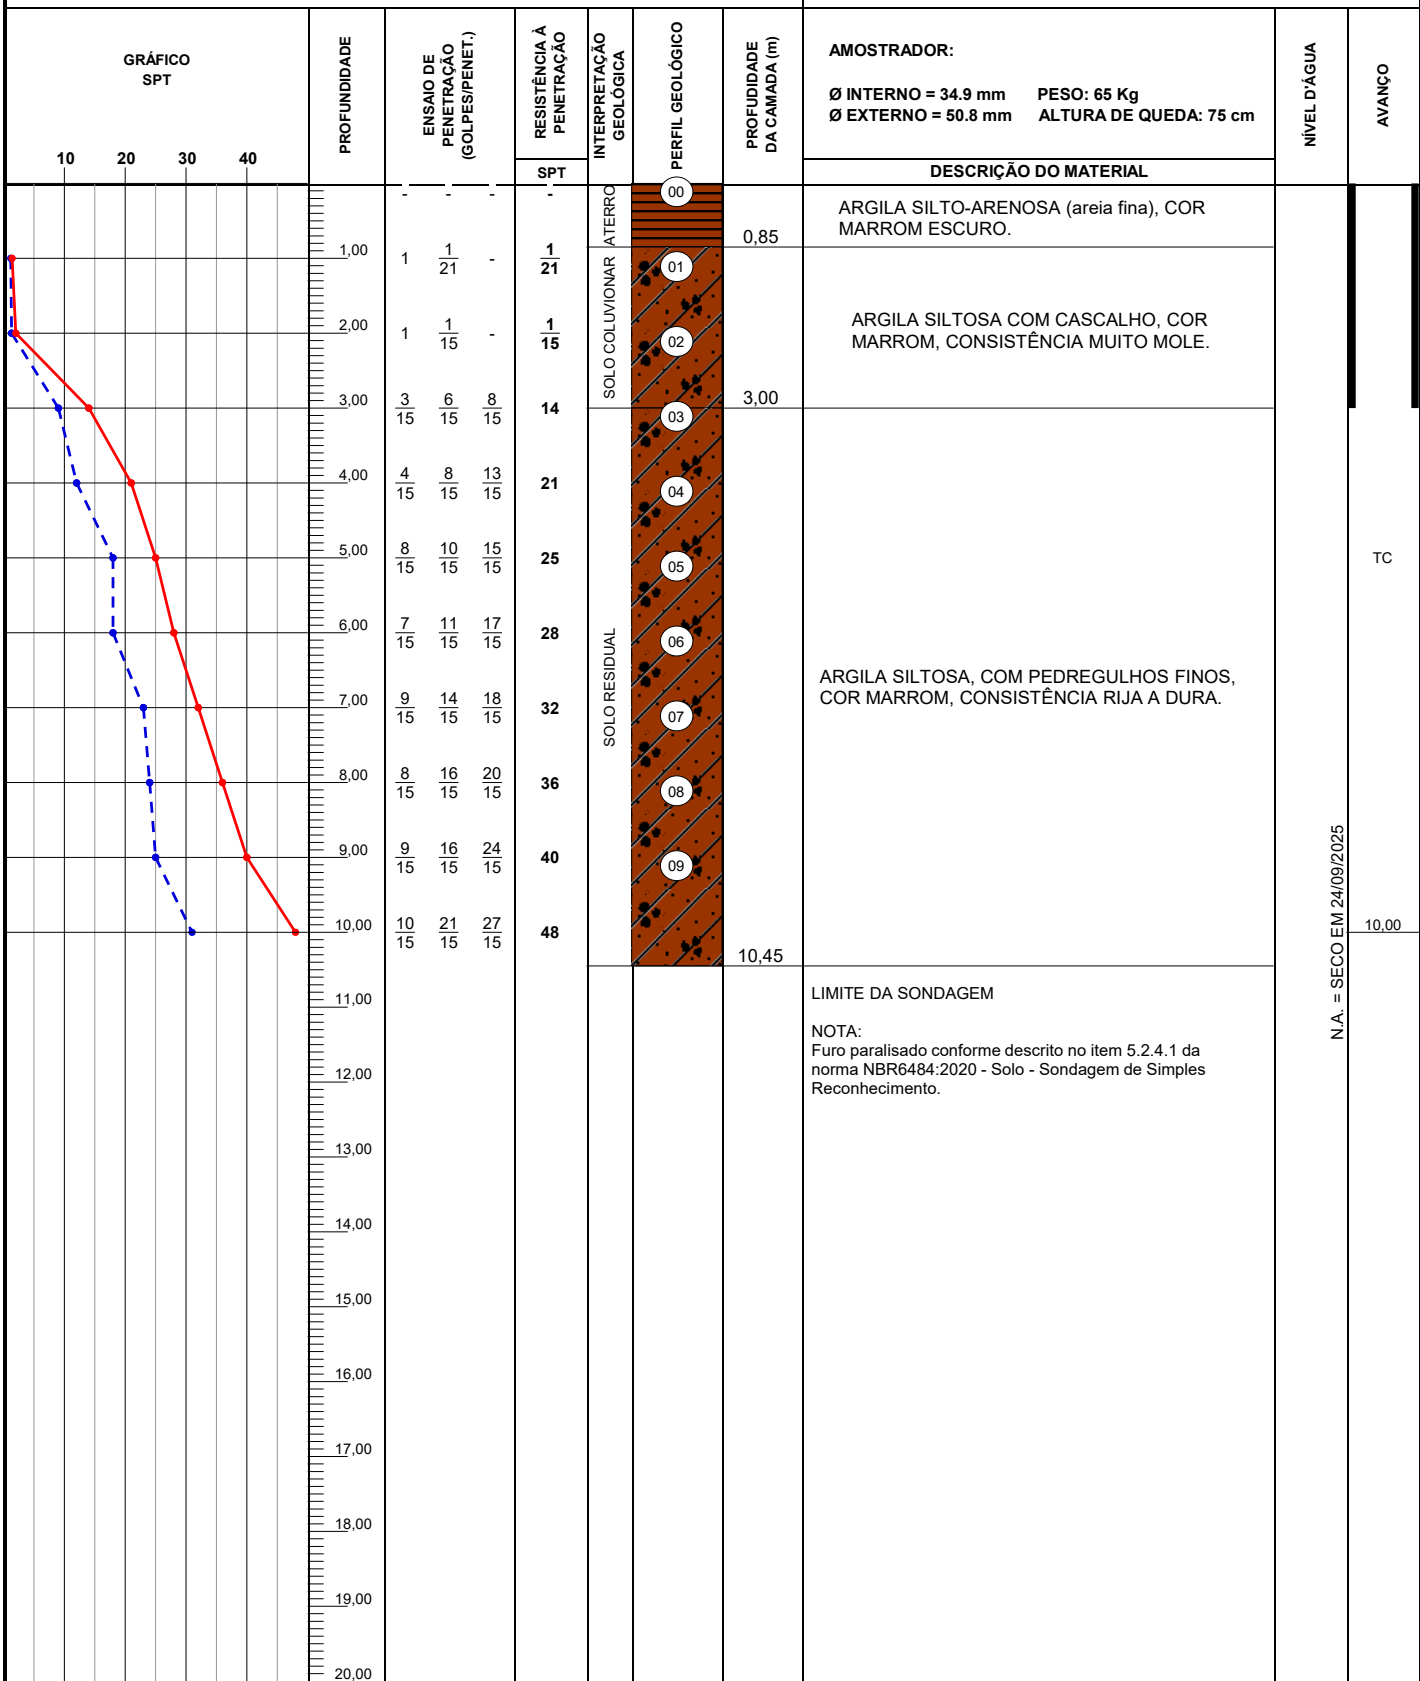 GRÁFICO
SPT
10 20 30 40
PROFUNDIDADE
ENSAIO DE
PENETRAÇÃO
(GOLPES/PENET.)
RESISTÊNCIA À
PENETRAÇÃO
SPT
INTERPRETAÇÃO
GEOLÓGICA
PERFIL GEOLÓGICO
PROFUDIDADE
DA CAMADA (m)
AMOSTRADOR:
Ø INTERNO = 34.9 mm PESO: 65 Kg
Ø EXTERNO = 50.8 mm ALTURA DE QUEDA: 75 cm
DESCRIÇÃO DO MATERIAL
NÍVEL D'ÁGUA
AVANÇO
- - - - 00
ATERRO
0,85
ARGILA SILTO-ARENOSA (areia fina), COR
MARROM ESCURO.
1,00 1 1/21 - 1/21 01
2,00 1 1/15 - 1/15 02
SOLO COLUVIONAR
ARGILA SILTOSA COM CASCALHO, COR
MARROM, CONSISTÊNCIA MUITO MOLE.
3,00
3,00 3/15 6/15 8/15 14 03
4,00 4/15 8/15 13/15 21 04
5,00 8/15 10/15 15/15 25 05
TC
6,00 7/15 11/15 17/15 28 06
SOLO RESIDUAL
ARGILA SILTOSA, COM PEDREGULHOS FINOS,
COR MARROM, CONSISTÊNCIA RIJA A DURA.
7,00 9/15 14/15 18/15 32 07
8,00 8/15 16/15 20/15 36 08
9,00 9/15 16/15 24/15 40 09
10,00 10/15 21/15 27/15 48
10,00
10,45
N.A. = SECO EM 24/09/2025
LIMITE DA SONDAGEM
NOTA:
Furo paralisado conforme descrito no item 5.2.4.1 da
norma NBR6484:2020 - Solo - Sondagem de Simples
Reconhecimento.
11,00
12,00
13,00
14,00
15,00
16,00
17,00
18,00
19,00
20,00